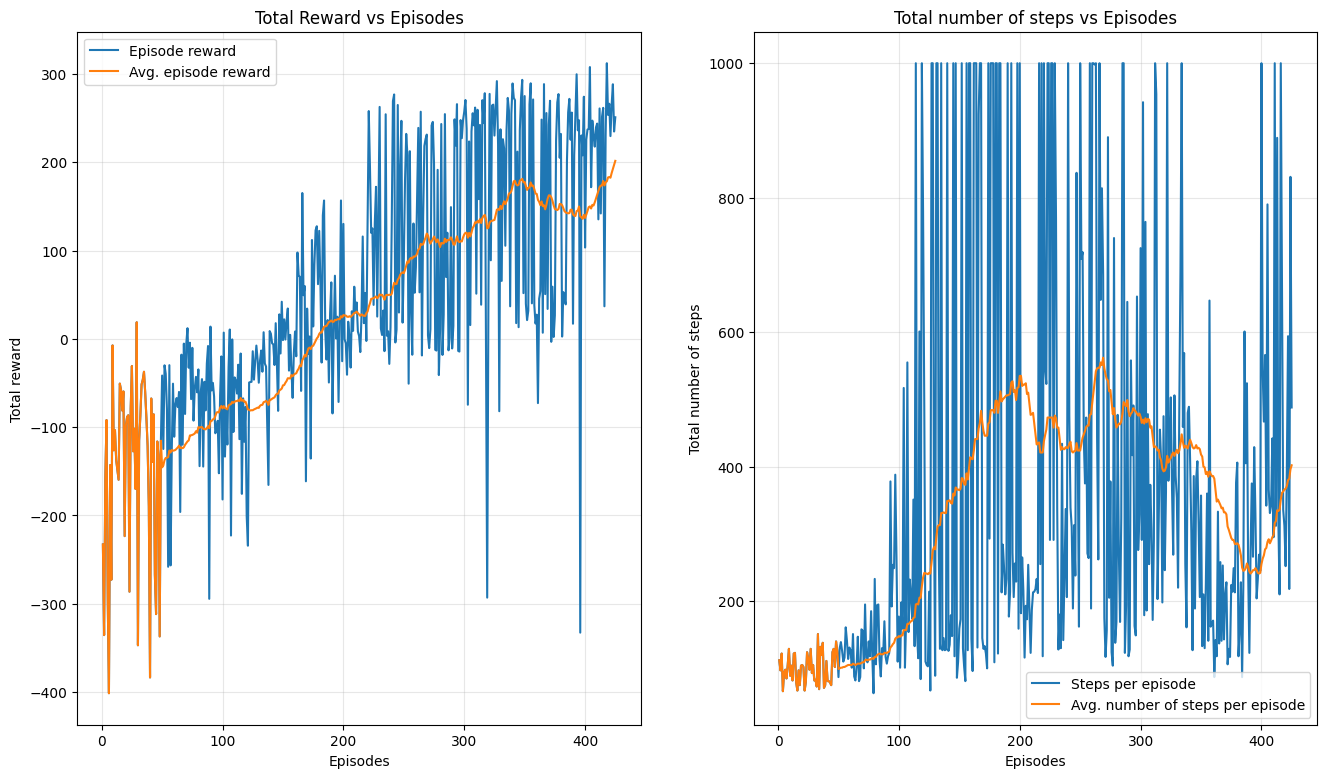 Total Reward vs Episodes
Episode reward
Avg. episode reward
300
200
100
0
−100
−200
−300
−400
Total reward
0
100
200
300
400
Episodes
Total number of steps vs Episodes
1000
800
600
400
200
Total number of steps
Steps per episode
Avg. number of steps per episode
0
100
200
300
400
Episodes